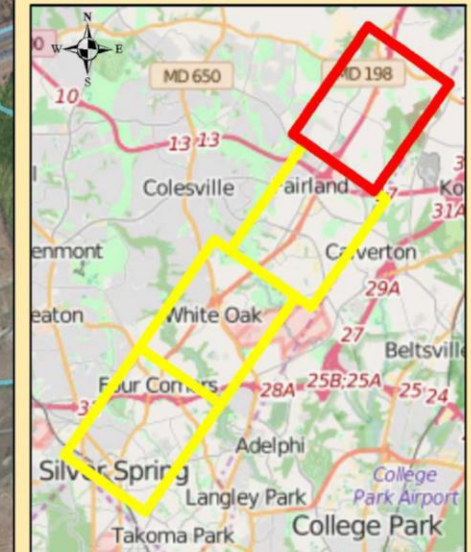 N
W E
S
MD 650
MD 198
10
13 13
Colesville
airland
Ko
31A
enmont
Calverton
29A
eaton
White Oak
27
Beltsville
Four Corners
28A
25B;25A
25 24
Adelphi
Silver Spring
College
Park Airport
Langley Park
Takoma Park
College Park